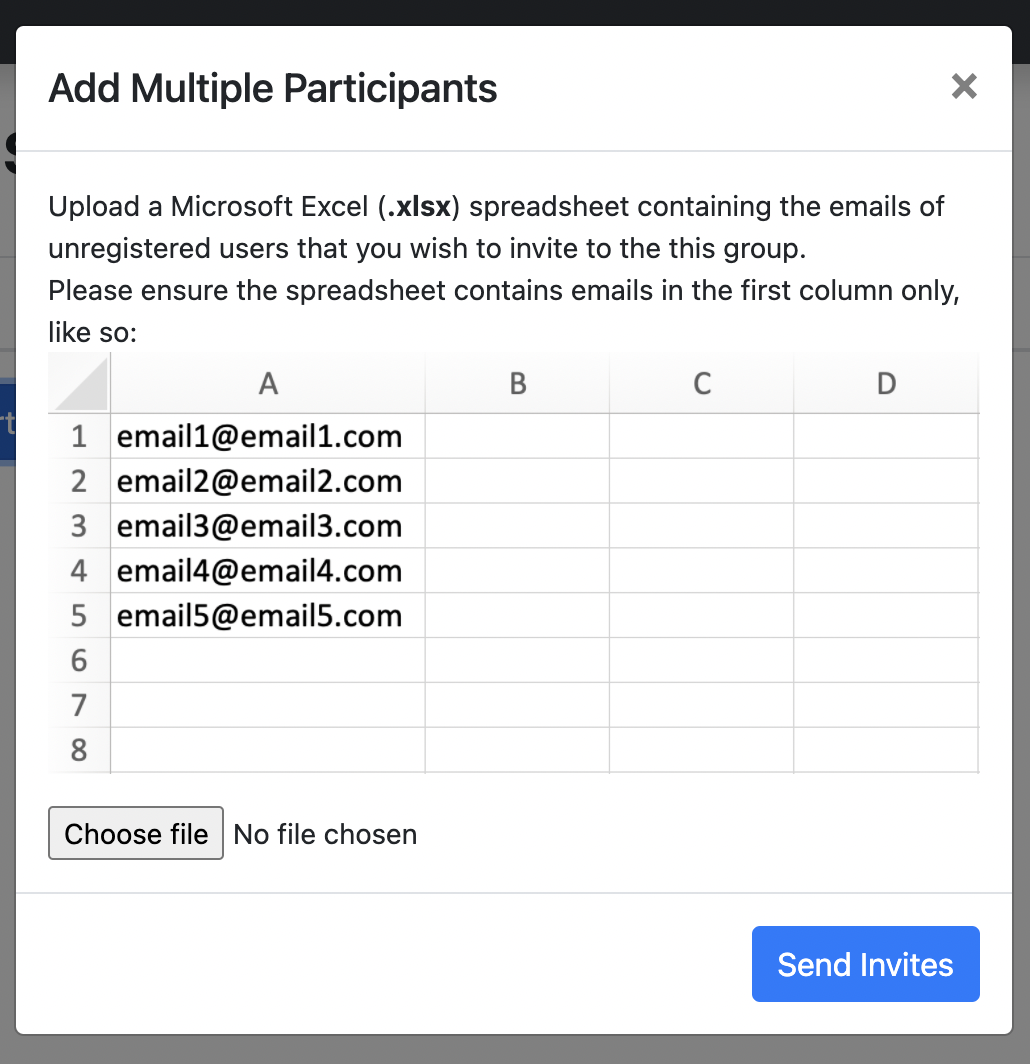 Add Multiple Participants
×
Upload a Microsoft Excel (.xlsx) spreadsheet containing the emails of
unregistered users that you wish to invite to the this group.
Please ensure the spreadsheet contains emails in the first column only,
like so:
A B C D
1 email1@email1.com
2 email2@email2.com
3 email3@email3.com
4 email4@email4.com
5 email5@email5.com
6
7
8
Choose file No file chosen
Send Invites